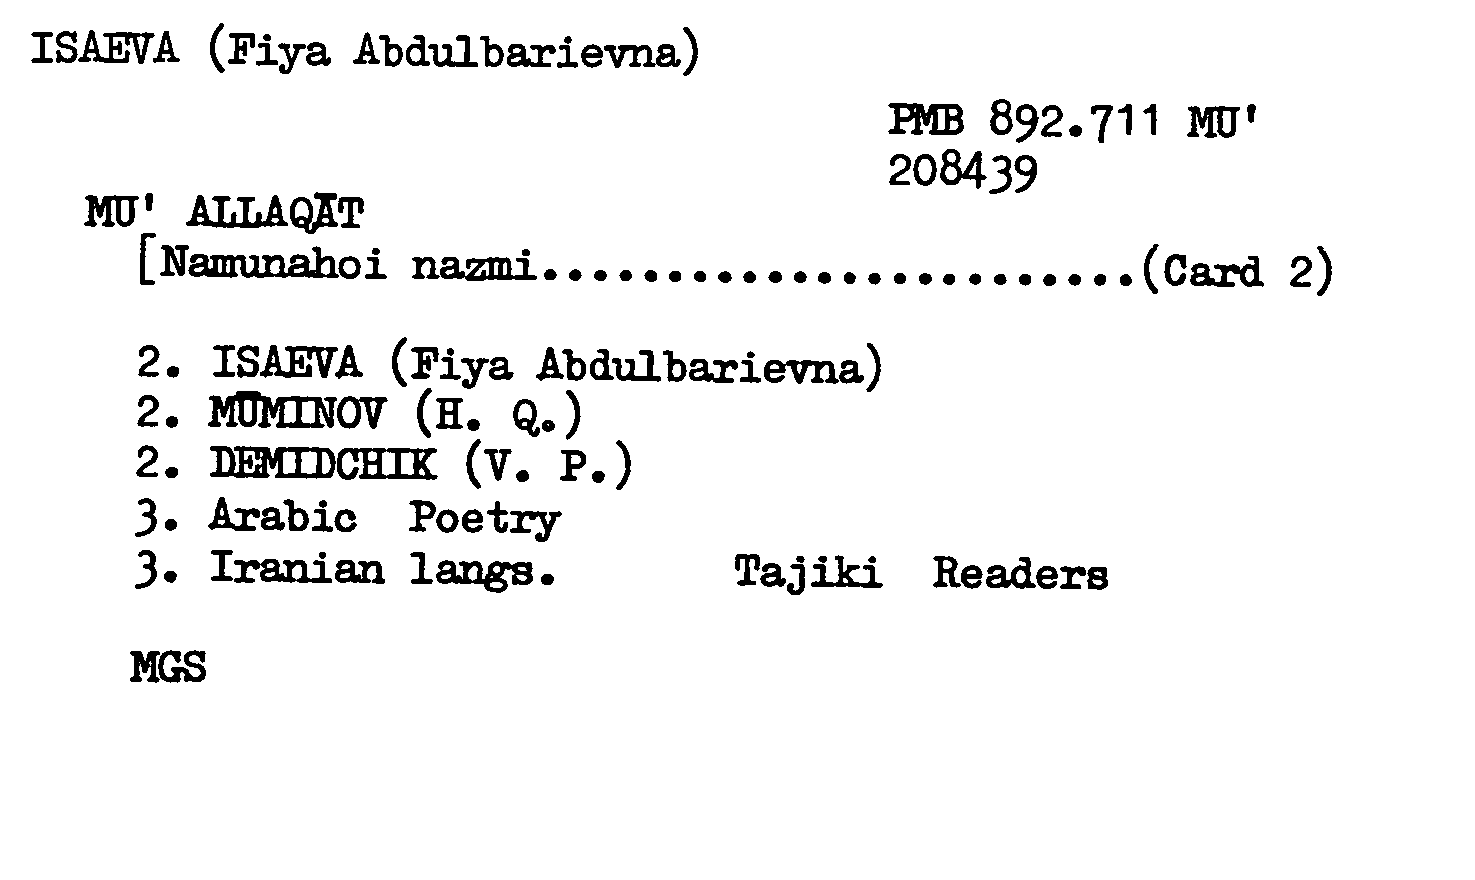 ISAEVA (Fiya Abdulbarievna)
PMB 892.711 MU'
208439
MU' ALLAQĀT
[Namunahoi nazmi........................(Card 2)
2. ISAEVA (Fiya Abdulbarievna)
2. MŪMINOV (H. Q.)
2. DEMIDCHIK (V. P.)
3. Arabic Poetry
3. Iranian langs. Tajiki Readers
MGS